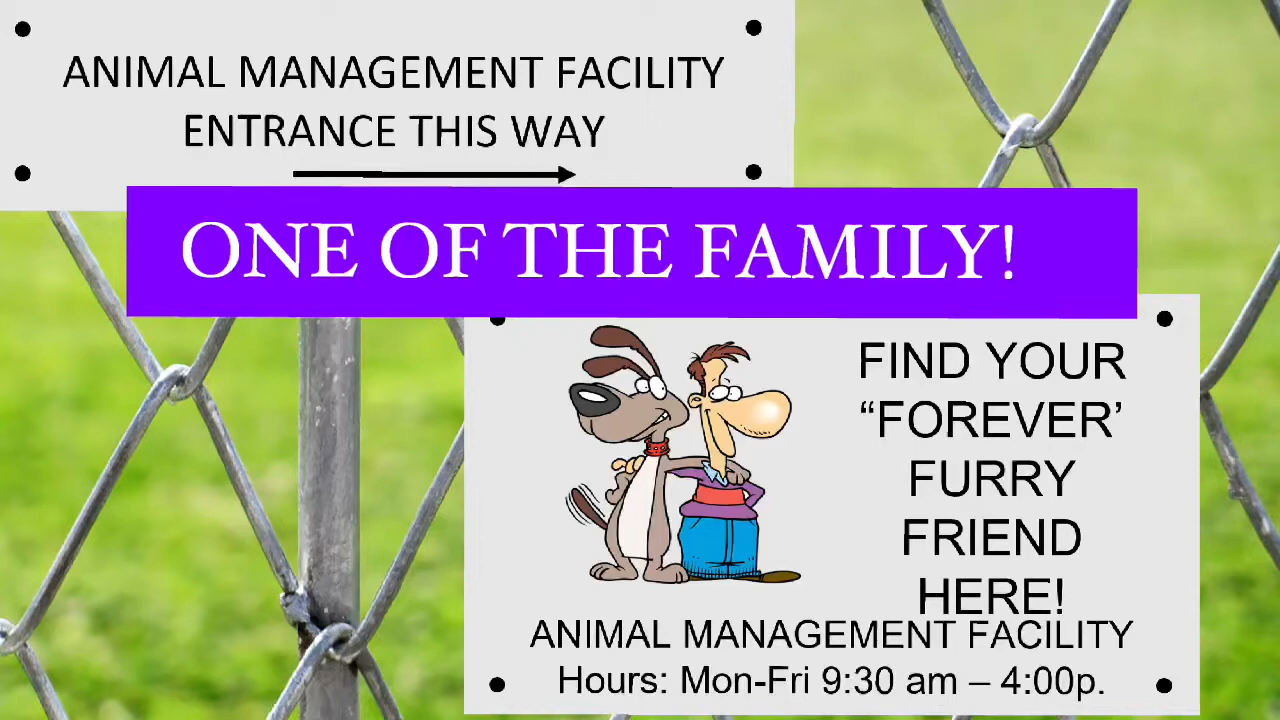 ANIMAL MANAGEMENT FACILITY
ENTRANCE THIS WAY
ONE OF THE FAMILY!
FIND YOUR
“FOREVER’
FURRY
FRIEND
HERE!
ANIMAL MANAGEMENT FACILITY
Hours: Mon-Fri 9:30 am – 4:00p.